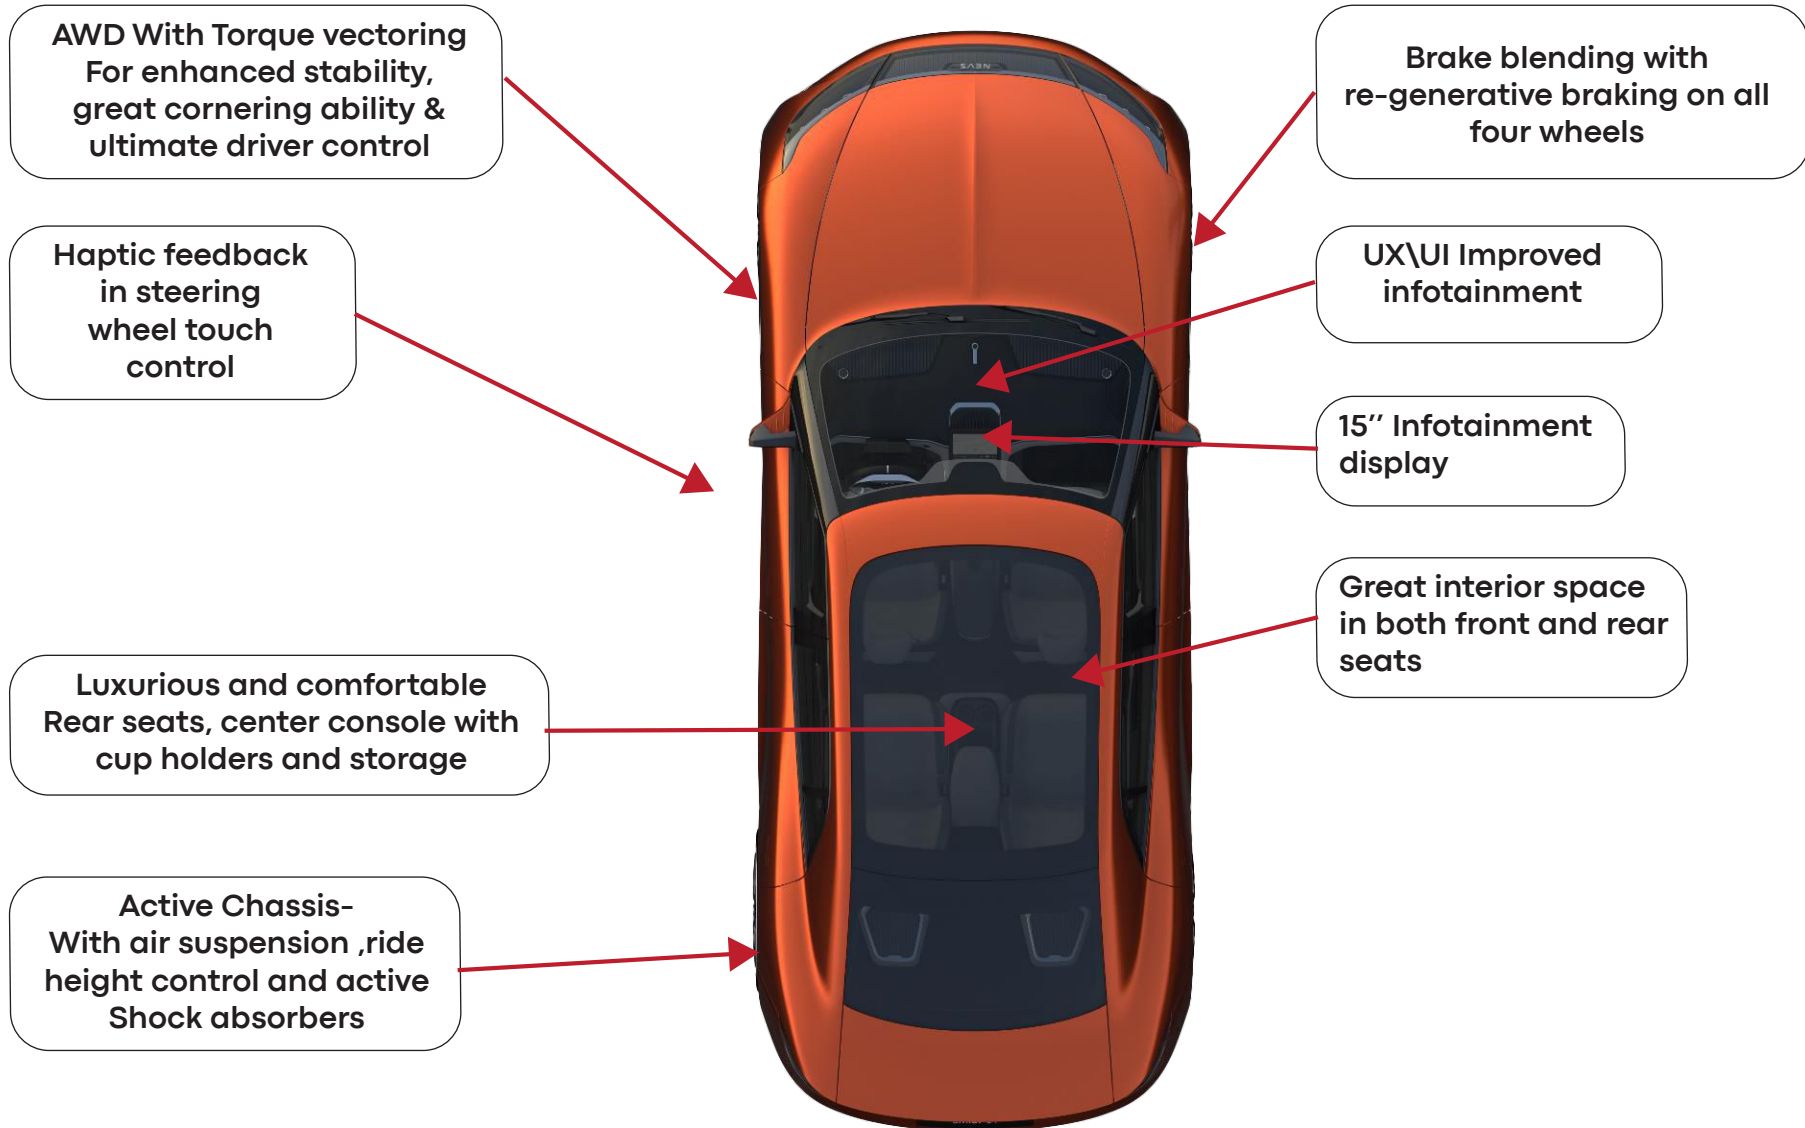 AWD With Torque vectoring
For enhanced stability,
great cornering ability &
ultimate driver control
Haptic feedback
in steering
wheel touch
control
Luxurious and comfortable
Rear seats, center console with
cup holders and storage
Active Chassis-
With air suspension ,ride
height control and active
Shock absorbers
NEVS
Brake blending with
re-generative braking on all
four wheels
UX\UI Improved
infotainment
15’’ Infotainment
display
Great interior space
in both front and rear
seats